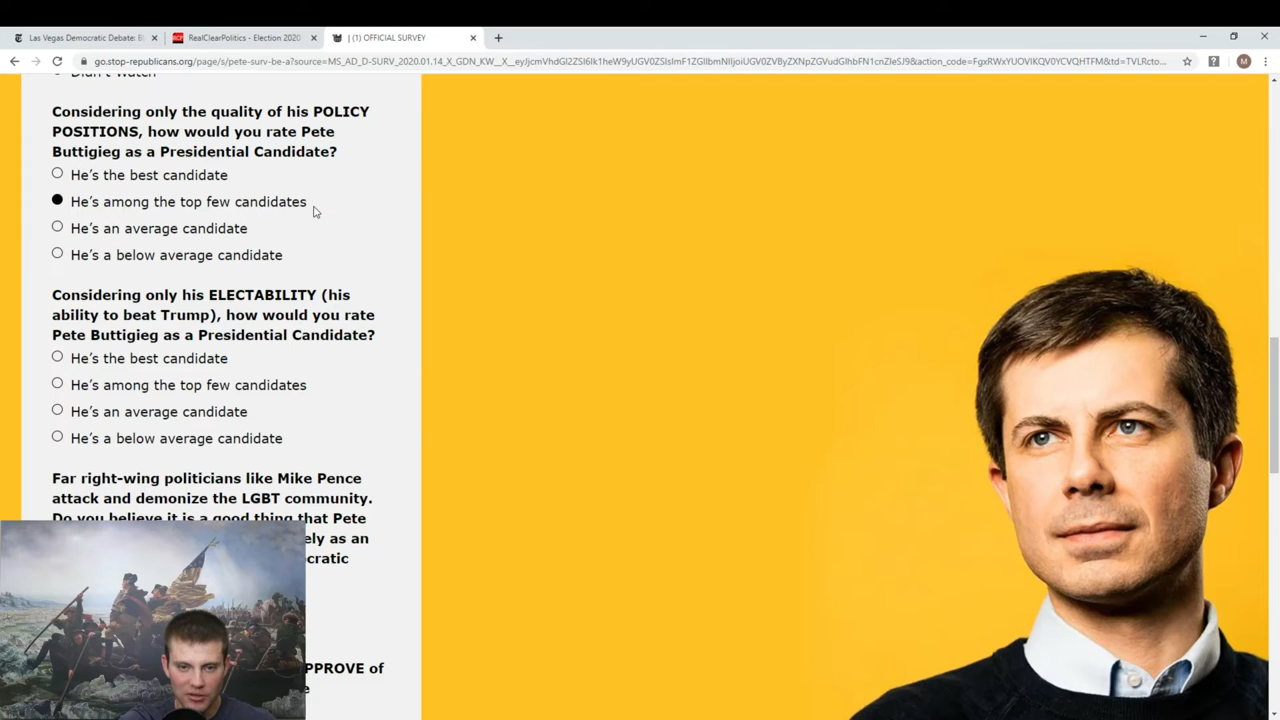 Las Vegas Democratic Debate: B
RealClearPolitics - Election 2020
| (1) OFFICIAL SURVEY
M
Didn't Watch
Considering only the quality of his POLICY
POSITIONS, how would you rate Pete
Buttigieg as a Presidential Candidate?
He's the best candidate
He's among the top few candidates
He's an average candidate
He's a below average candidate
Considering only his ELECTABILITY (his
ability to beat Trump), how would you rate
Pete Buttigieg as a Presidential Candidate?
He's the best candidate
He's among the top few candidates
He's an average candidate
He's a below average candidate
Far right-wing politicians like Mike Pence
attack and demonize the LGBT community.
Do you believe it is a good thing that Pete
ely as an
ocratic
PPROVE of